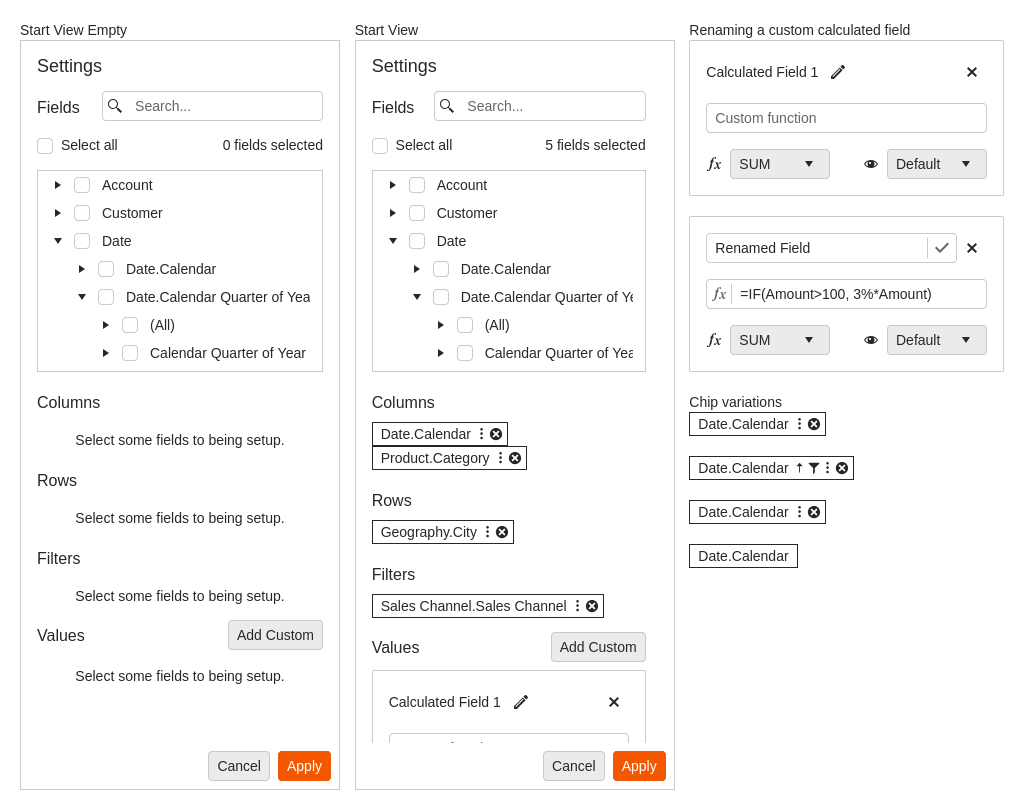 Start View Empty
Settings
Fields
Search...
Select all
0 fields selected
Account
Customer
Date
Date.Calendar
Date.Calendar Quarter of Yea
(All)
Calendar Quarter of Year
Columns
Select some fields to being setup.
Rows
Select some fields to being setup.
Filters
Select some fields to being setup.
Values
Add Custom
Select some fields to being setup.
Cancel
Apply
Start View
Settings
Fields
Search...
Select all
5 fields selected
Account
Customer
Date
Date.Calendar
Date.Calendar Quarter of Ye
(All)
Calendar Quarter of Yea
Columns
Date.Calendar
Product.Category
Rows
Geography.City
Filters
Sales Channel.Sales Channel
Values
Add Custom
Calculated Field 1
Cancel
Apply
Renaming a custom calculated field
Calculated Field 1
Custom function
fx
SUM
Default
Renamed Field
fx
=IF(Amount>100, 3%*Amount)
fx
SUM
Default
Chip variations
Date.Calendar
Date.Calendar
Date.Calendar
Date.Calendar